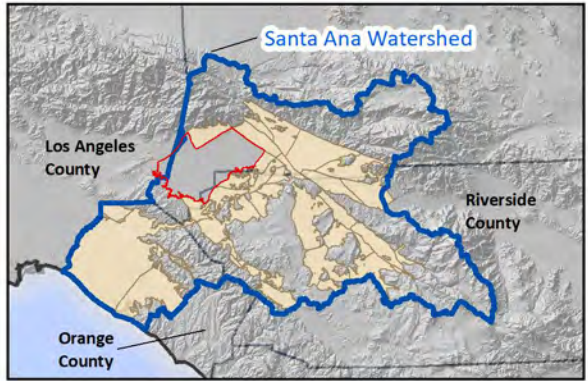 Santa Ana Watershed
Los Angeles
County
Riverside
County
Orange
County